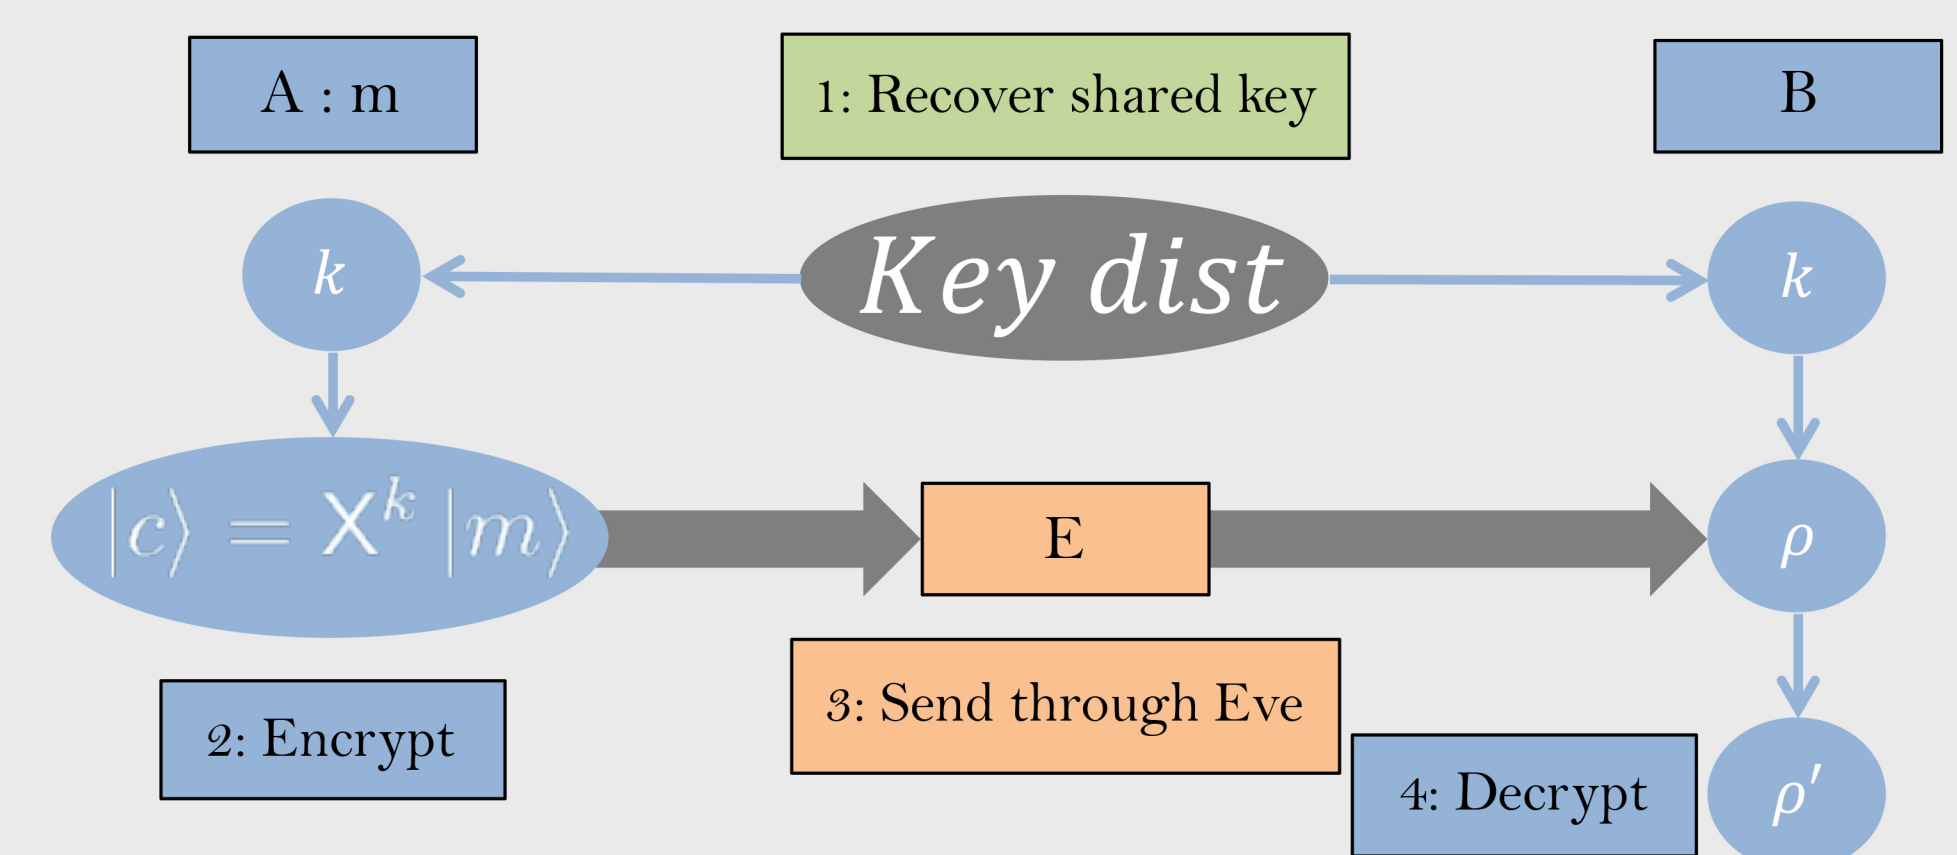 A : m
1: Recover shared key
B
k
Key dist
k
|c⟩ = X^k |m⟩
E
ρ
2: Encrypt
3: Send through Eve
4: Decrypt
ρ′